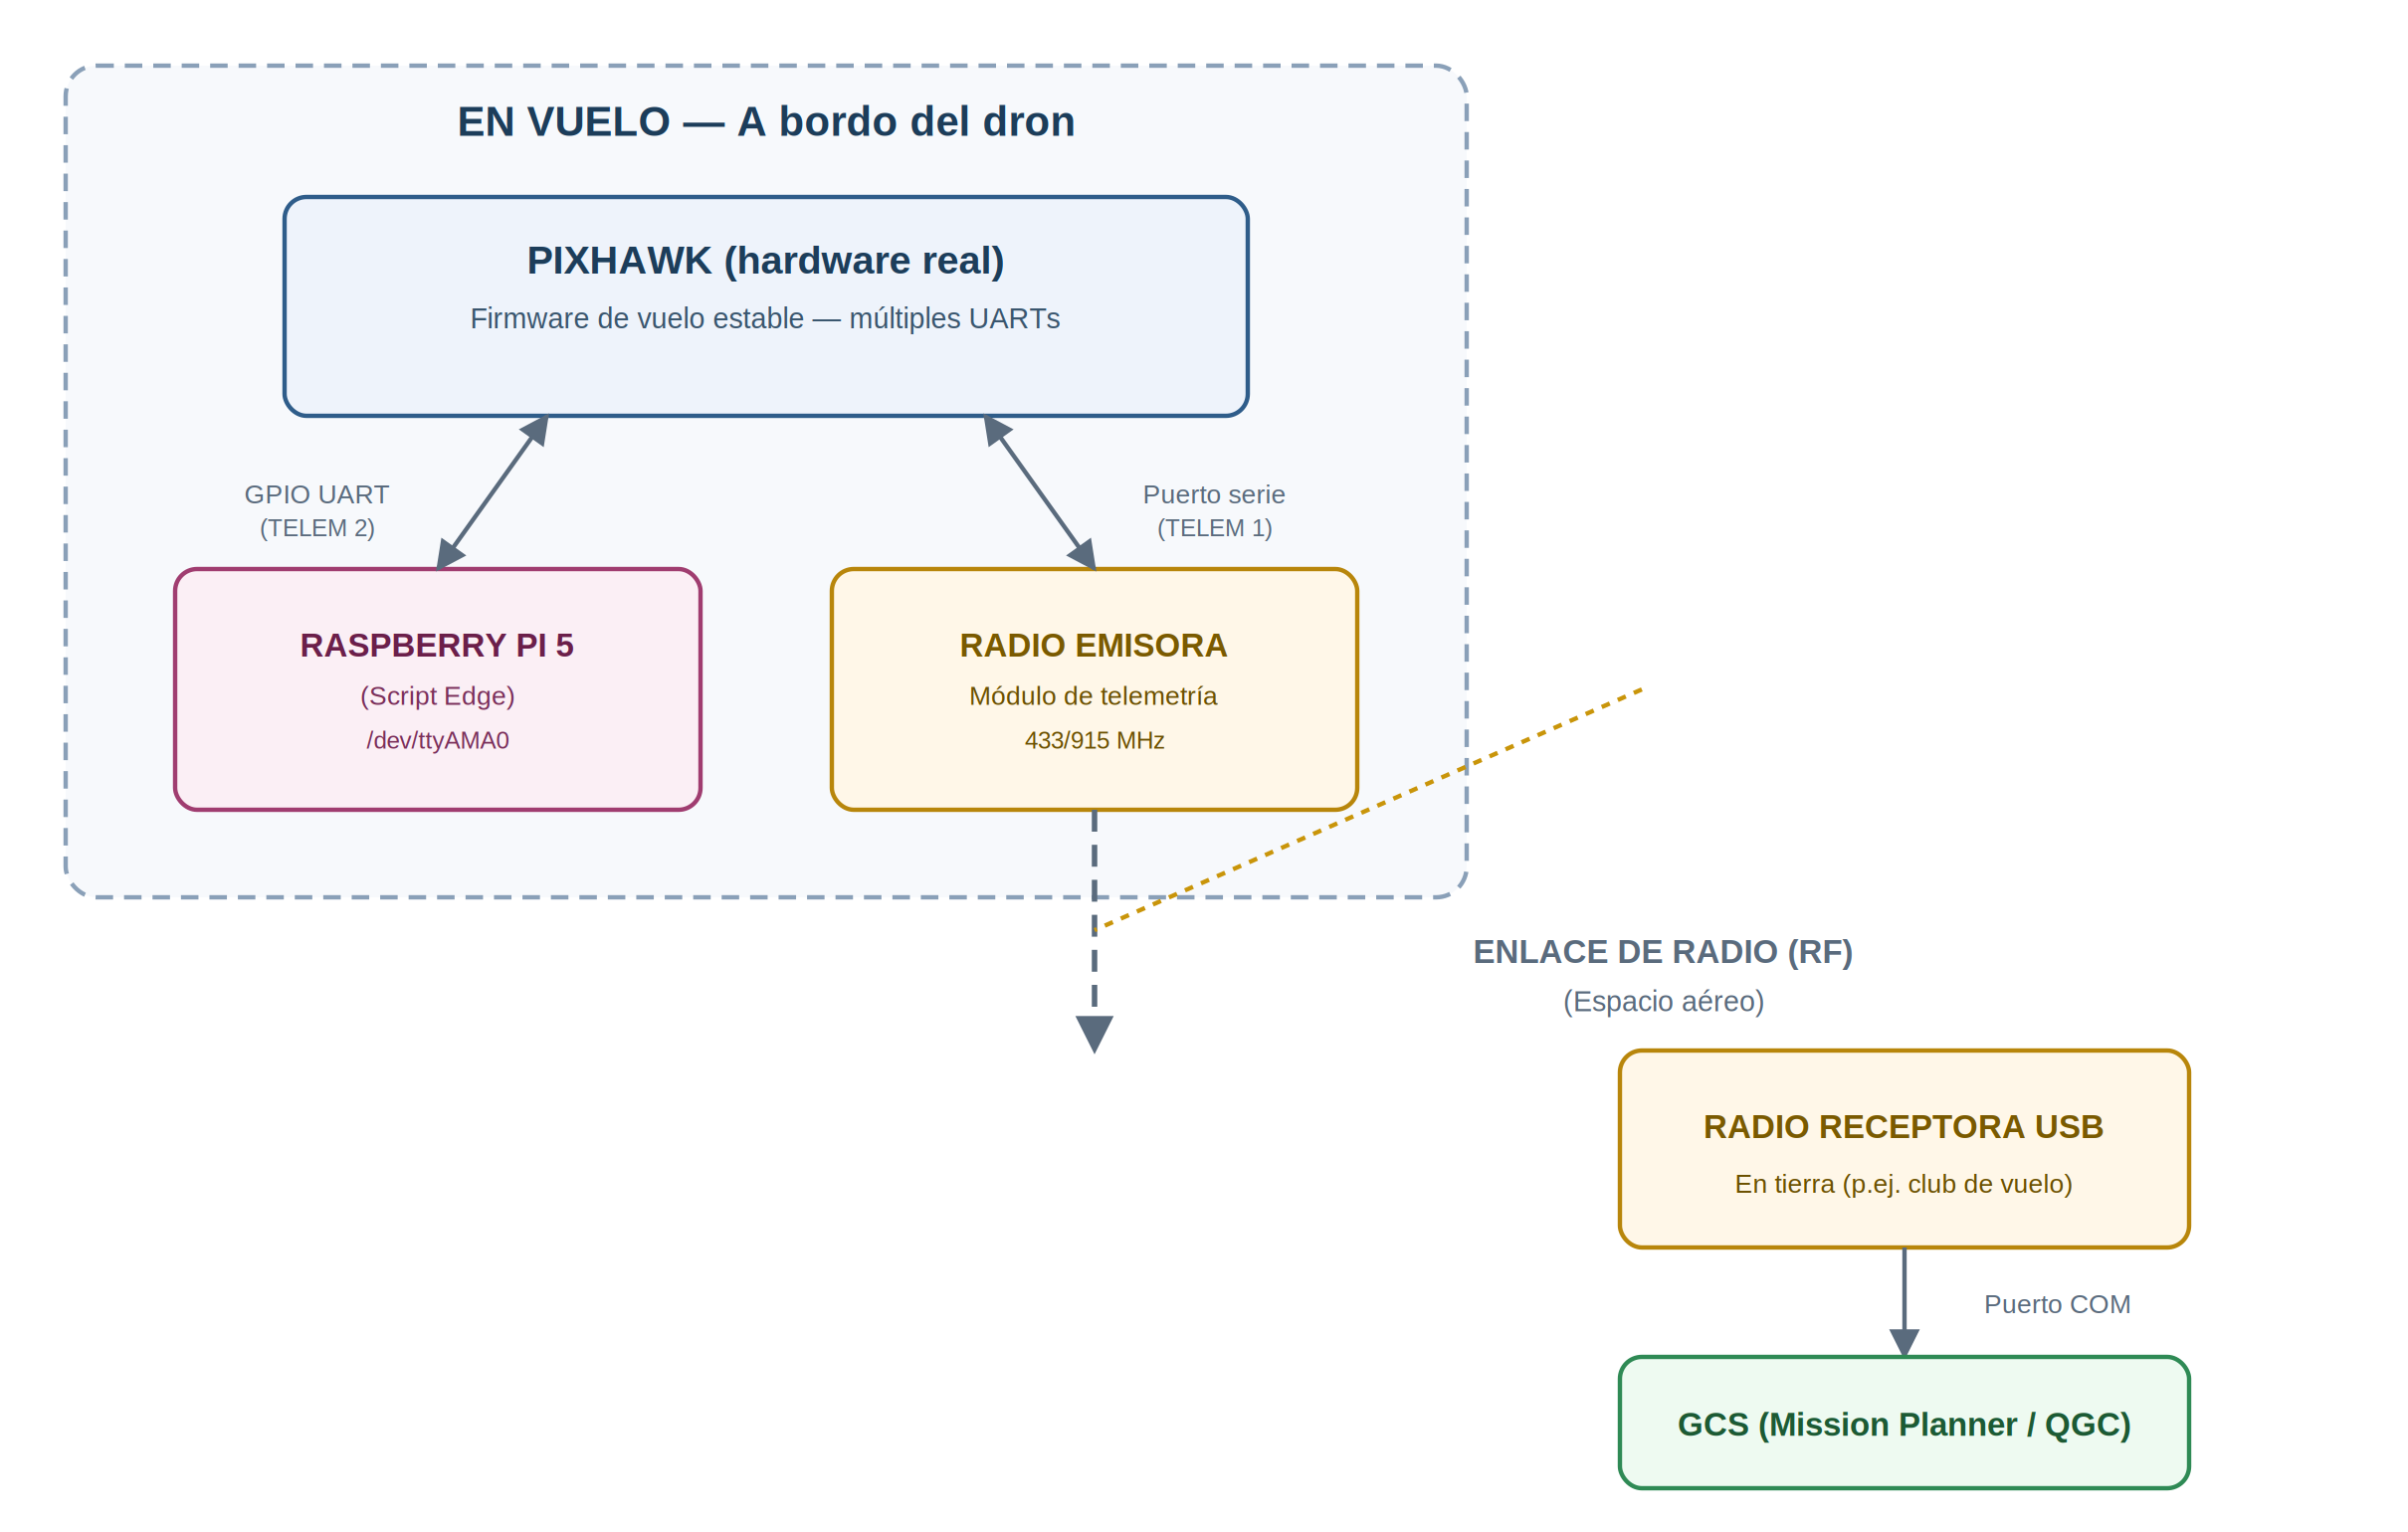 EN VUELO — A bordo del dron
PIXHAWK (hardware real)
Firmware de vuelo estable — múltiples UARTs
GPIO UART
(TELEM 2)
Puerto serie
(TELEM 1)
RASPBERRY PI 5
(Script Edge)
/dev/ttyAMA0
RADIO EMISORA
Módulo de telemetría
433/915 MHz
ENLACE DE RADIO (RF)
(Espacio aéreo)
RADIO RECEPTORA USB
En tierra (p.ej. club de vuelo)
Puerto COM
GCS (Mission Planner / QGC)